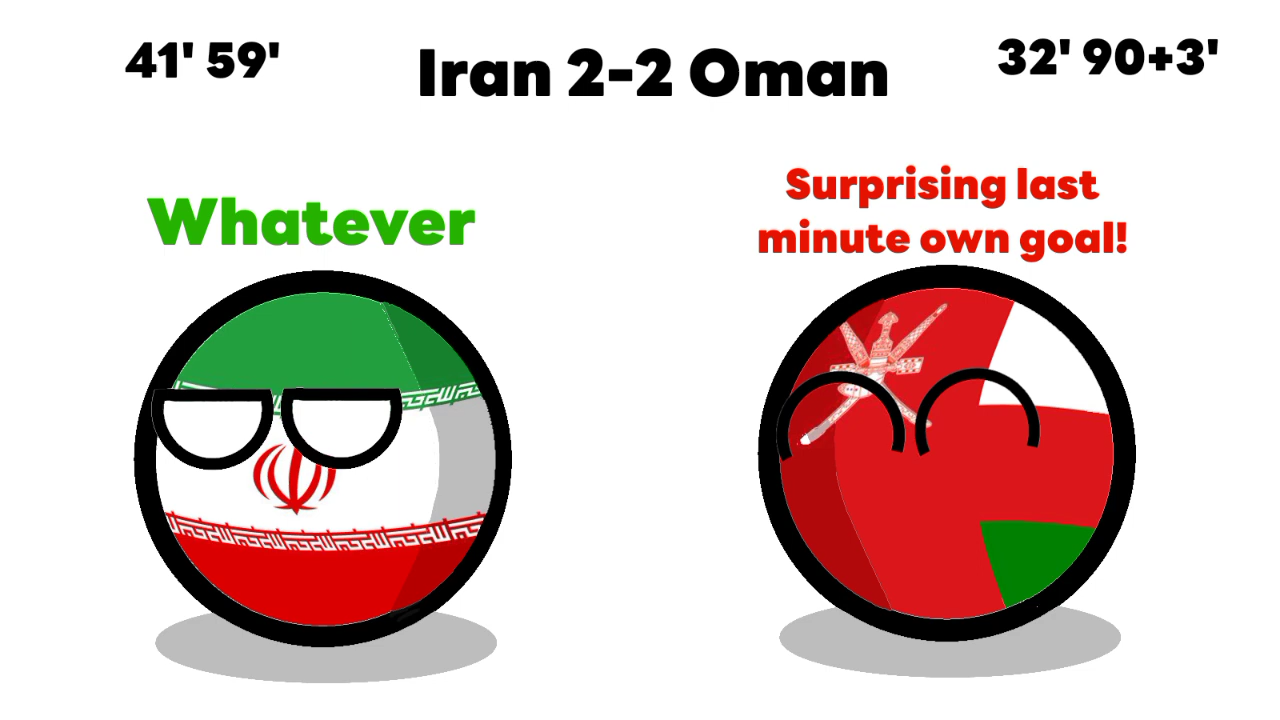 41' 59'
Iran 2-2 Oman
32' 90+3'
Whatever
Surprising last
minute own goal!